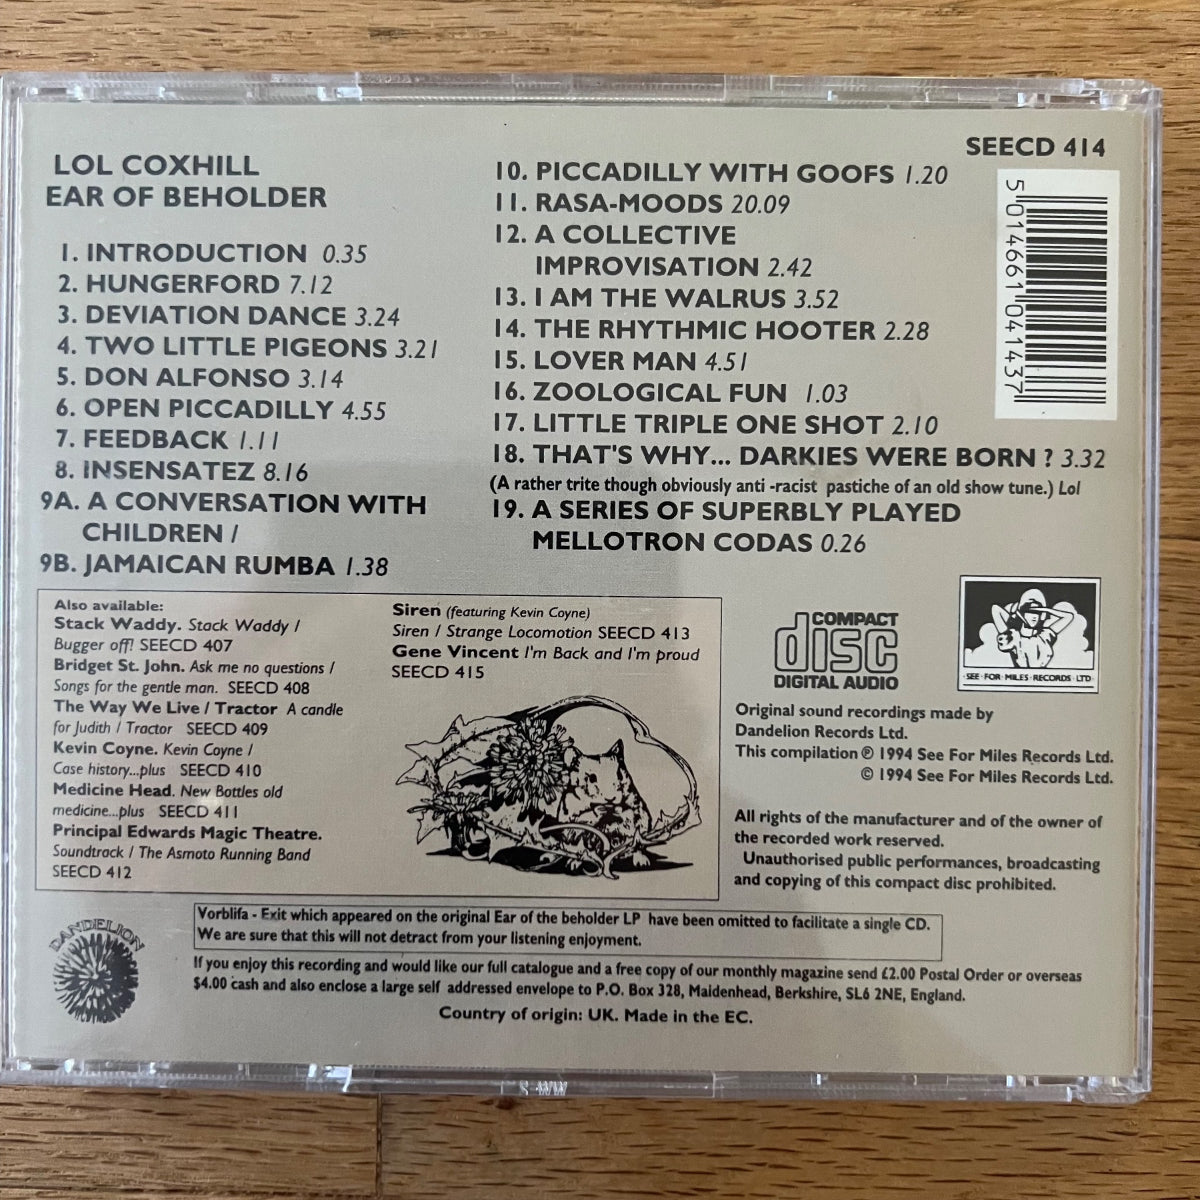 LOL COXHILL
EAR OF BEHOLDER
1. INTRODUCTION 0.35
2. HUNGERFORD 7.12
3. DEVIATION DANCE 3.24
4. TWO LITTLE PIGEONS 3.21
5. DON ALFONSO 3.14
6. OPEN PICCADILLY 4.55
7. FEEDBACK 1.11
8. INSENSATEZ 8.16
9A. A CONVERSATION WITH
CHILDREN /
9B. JAMAICAN RUMBA 1.38
SEECD 414
10. PICCADILLY WITH GOOFS 1.20
11. RASA-MOODS 20.09
12. A COLLECTIVE
IMPROVISATION 2.42
13. I AM THE WALRUS 3.52
14. THE RHYTHMIC HOOTER 2.28
15. LOVER MAN 4.51
16. ZOOLOGICAL FUN 1.03
17. LITTLE TRIPLE ONE SHOT 2.10
18. THAT'S WHY... DARKIES WERE BORN ? 3.32
(A rather trite though obviously anti -racist pastiche of an old show tune.) Lol
19. A SERIES OF SUPERBLY PLAYED
MELLOTRON CODAS 0.26
5 014661 041437
Also available:
Stack Waddy. Stack Waddy /
Bugger off! SEECD 407
Bridget St. John. Ask me no questions /
Songs for the gentle man. SEECD 408
The Way We Live / Tractor A candle
for Judith / Tractor SEECD 409
Kevin Coyne. Kevin Coyne /
Case history...plus SEECD 410
Medicine Head. New Bottles old
medicine...plus SEECD 411
Principal Edwards Magic Theatre.
Soundtrack / The Asmoto Running Band
SEECD 412
Siren (featuring Kevin Coyne)
Siren / Strange Locomotion SEECD 413
Gene Vincent I'm Back and I'm proud
SEECD 415
COMPACT
disc
DIGITAL AUDIO
·SEE·FOR·MILES·RECORDS·LTD·
Original sound recordings made by
Dandelion Records Ltd.
This compilation ℗ 1994 See For Miles Records Ltd.
© 1994 See For Miles Records Ltd.
All rights of the manufacturer and of the owner of
the recorded work reserved.
Unauthorised public performances, broadcasting
and copying of this compact disc prohibited.
DANDELION
Vorblifa - Exit which appeared on the original Ear of the beholder LP have been omitted to facilitate a single CD.
We are sure that this will not detract from your listening enjoyment.
If you enjoy this recording and would like our full catalogue and a free copy of our monthly magazine send £2.00 Postal Order or overseas
$4.00 cash and also enclose a large self addressed envelope to P.O. Box 328, Maidenhead, Berkshire, SL6 2NE, England.
Country of origin: UK. Made in the EC.